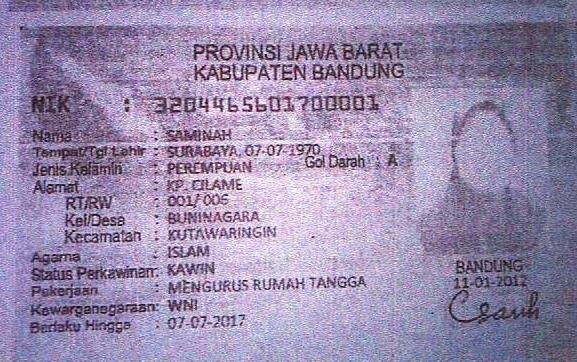 PROVINSI JAWA BARAT
KABUPATEN BANDUNG
NIK : 3204465601700001
Nama : SAMINAH
Tempat/Tgl Lahir : SURABAYA, 07-07-1970
Jenis Kelamin : PEREMPUAN Gol Darah : A
Alamat : KP. CILAME
RT/RW : 001/006
Kel/Desa : BUNINAGARA
Kecamatan : KUTAWARINGIN
Agama : ISLAM
Status Perkawinan: KAWIN
Pekerjaan : MENGURUS RUMAH TANGGA
Kewarganegaraan: WNI
Berlaku Hingga : 07-07-2017
BANDUNG
11-01-2012